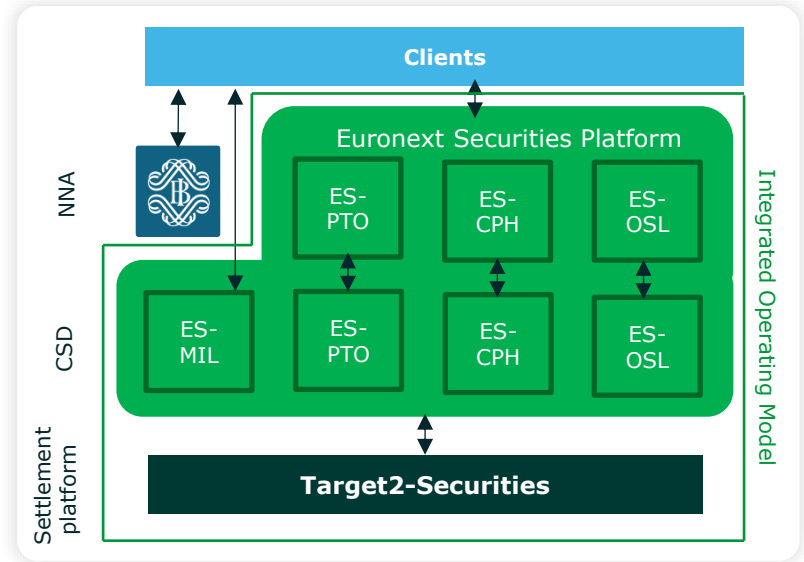 Clients
Euronext Securities Platform
NNA
ES-
PTO
ES-
CPH
ES-
OSL
CSD
ES-
MIL
ES-
PTO
ES-
CPH
ES-
OSL
Settlement
platform
Target2-Securities
Integrated Operating Model